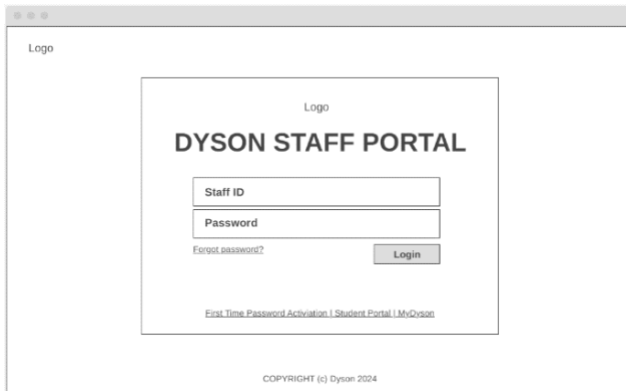 Logo
Logo
DYSON STAFF PORTAL
Staff ID
Password
Forgot password?
Login
First Time Password Activiation | Student Portal | MyDyson
COPYRIGHT (c) Dyson 2024